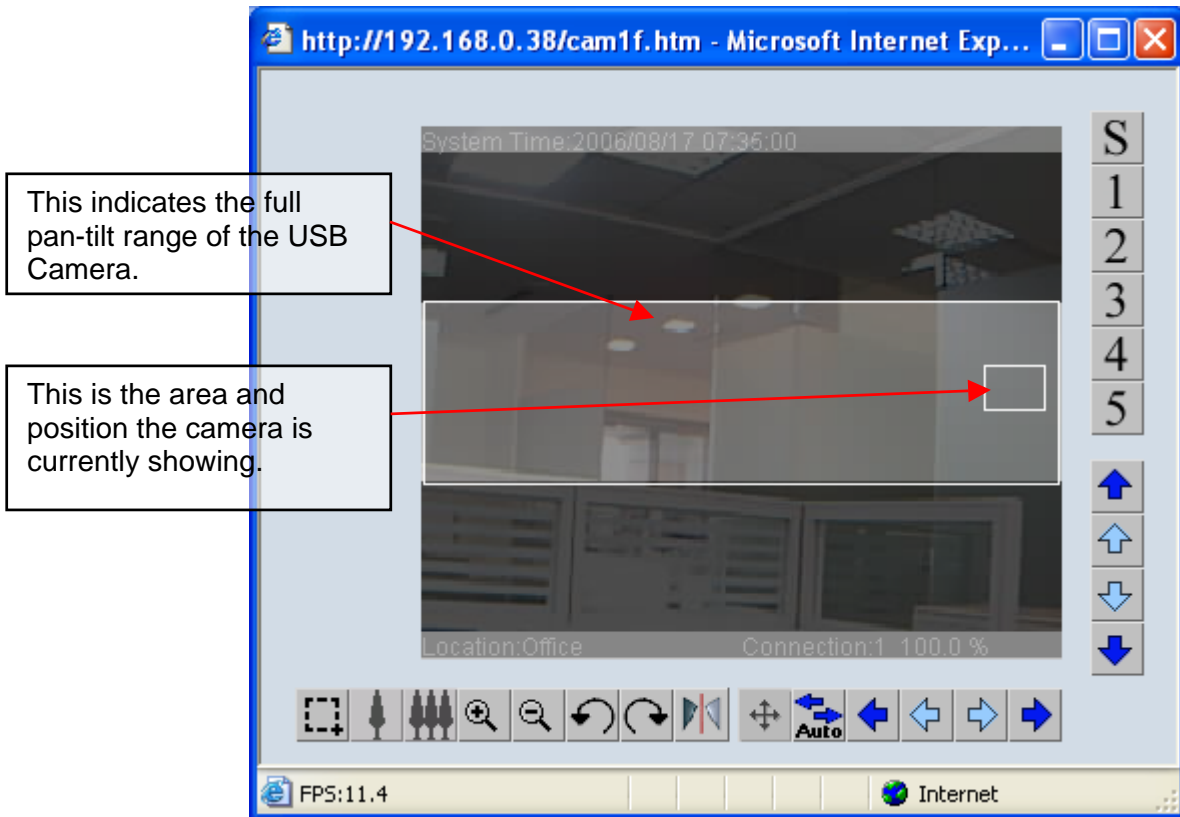 http://192.168.0.38/cam1f.htm - Microsoft Internet Exp...
System Time:2006/08/17 07:35:00
This indicates the full
pan-tilt range of the USB
Camera.
This is the area and
position the camera is
currently showing.
S
1
2
3
4
5
Location:Office Connection:1 100.0 %
Auto
FPS:11.4 Internet